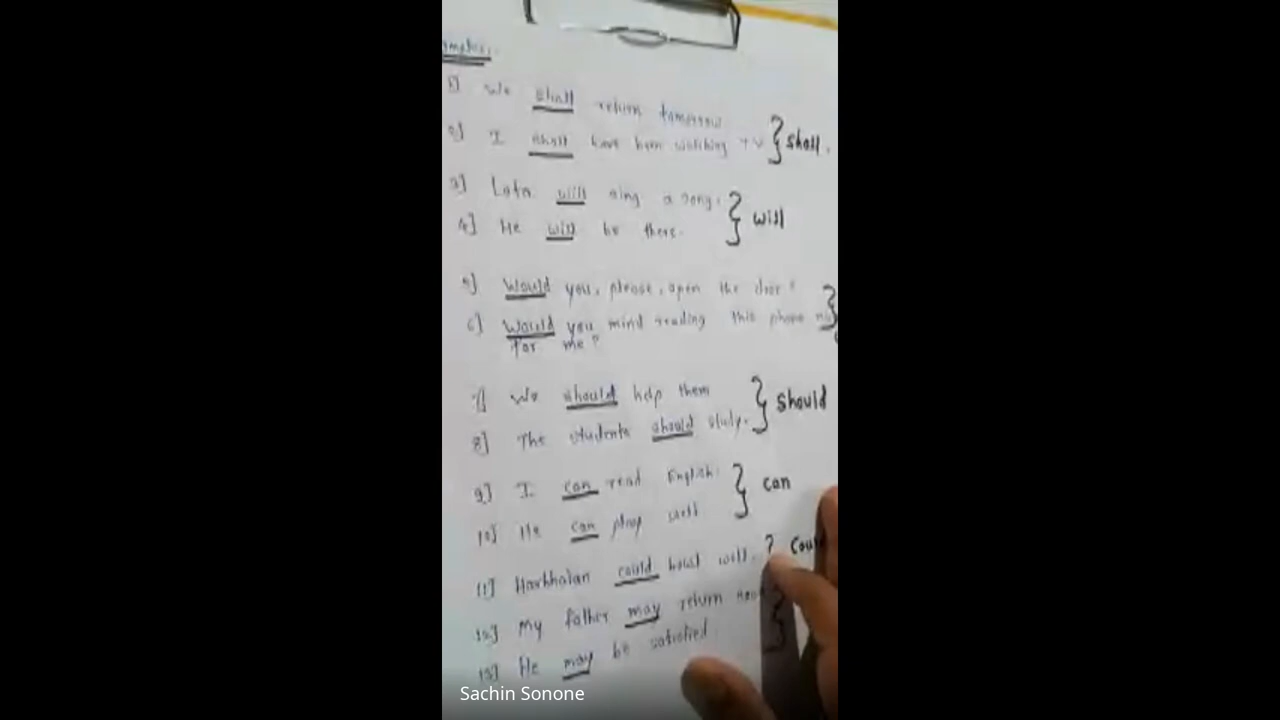 1] We shall return tomorrow
2] I shall have been watching TV } shall.
3] Lata will sing a song.
4] He will be there. } will
5] Would you, please, open the door?
6] Would you mind reading this phone no
for me?
7] We should help them
8] The students should study. } should
9] I can read English.
10] He can play well } can
11] Harbhajan could bowl well. }
12] My father may return
13] He may be satisfied
Sachin Sonone